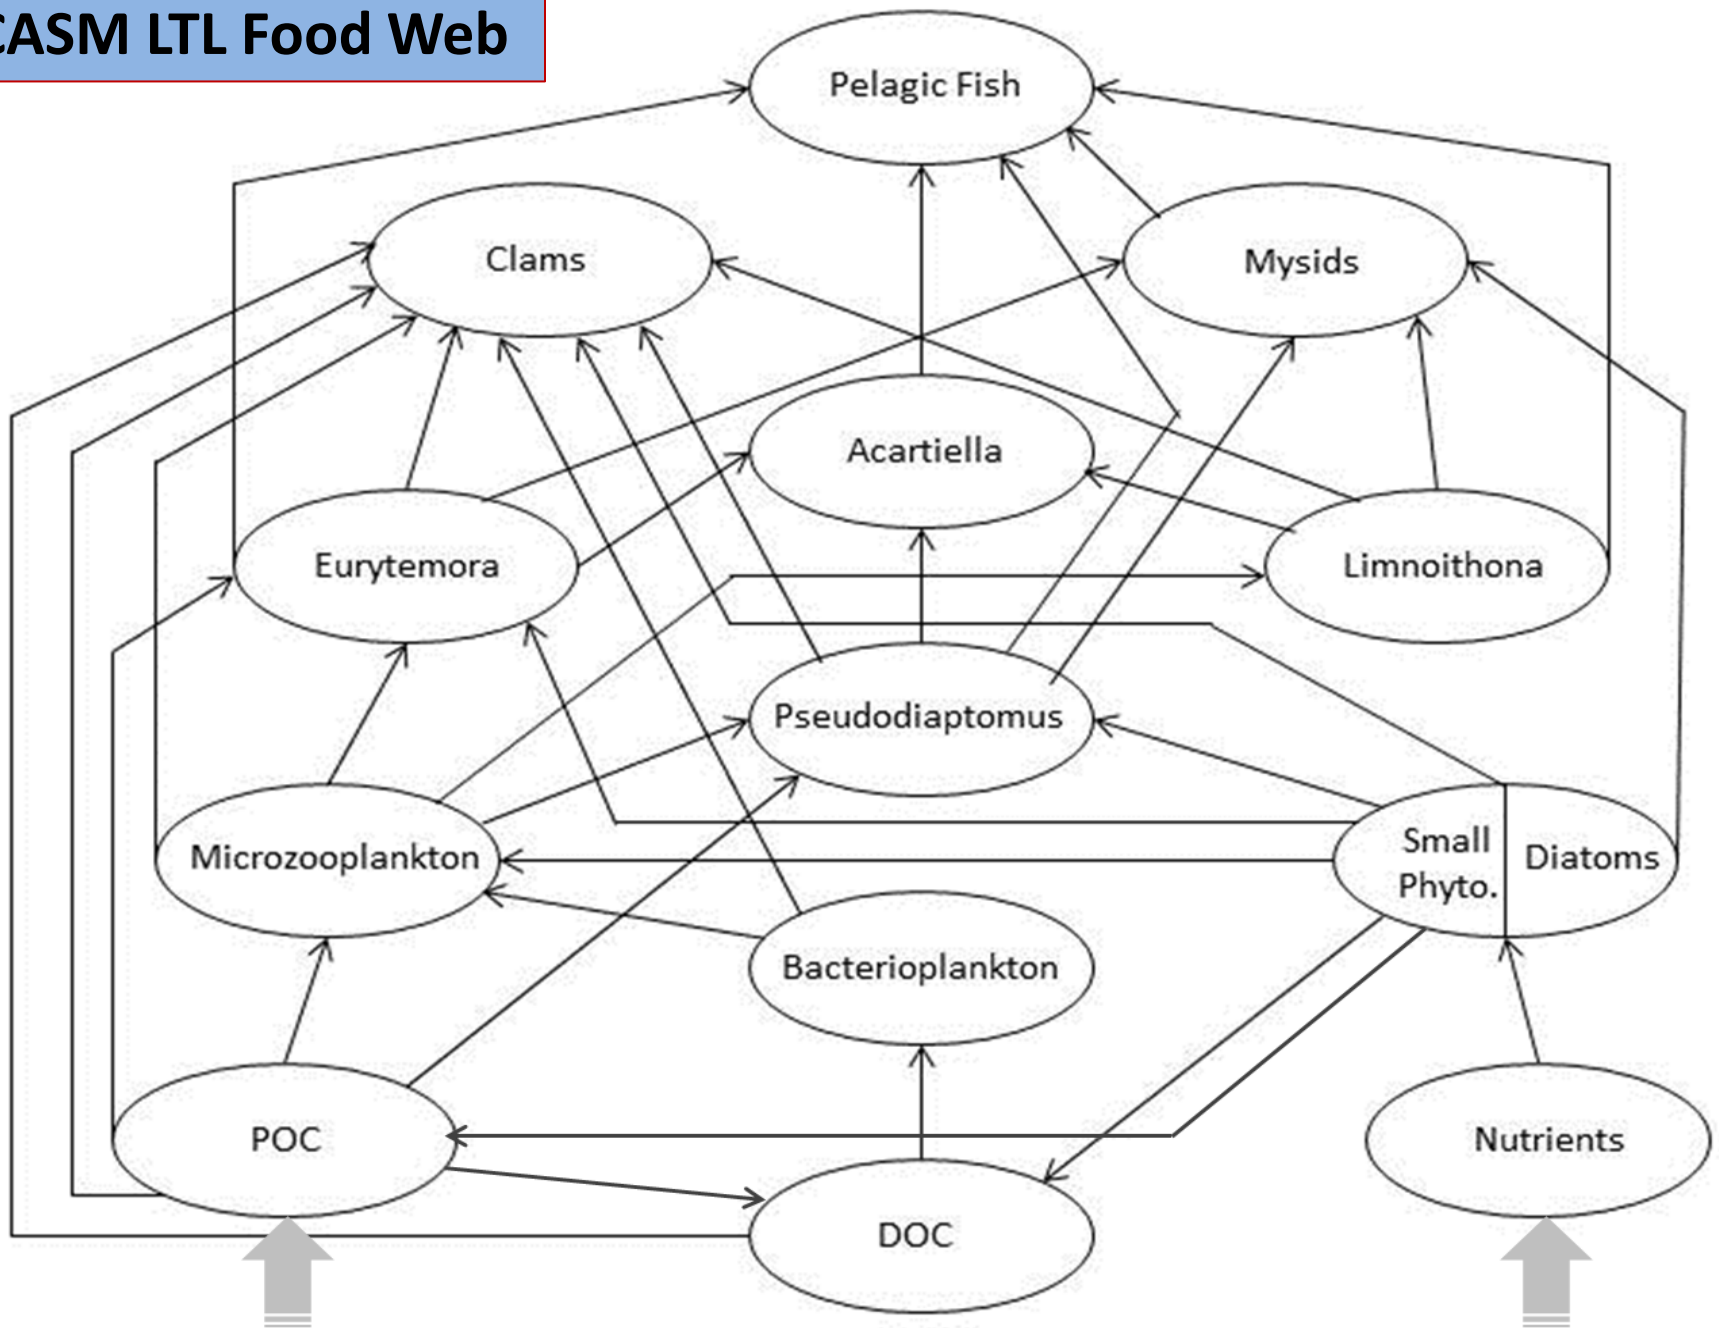 CASM LTL Food Web
Pelagic Fish
Clams
Mysids
Acartiella
Eurytemora
Limnoithona
Pseudodiaptomus
Microzooplankton
Small
Phyto.
Diatoms
Bacterioplankton
POC
Nutrients
DOC